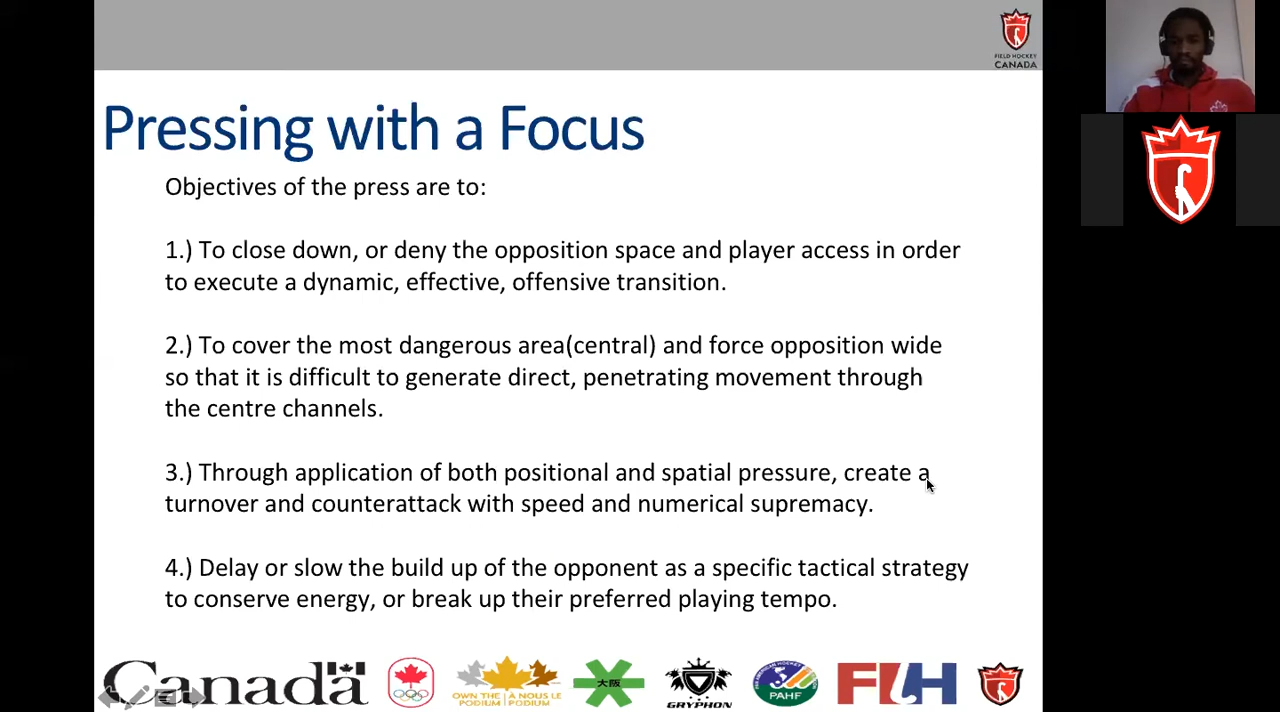 FIELD HOCKEY
CANADA
Pressing with a Focus
Objectives of the press are to:
1.) To close down, or deny the opposition space and player access in order
to execute a dynamic, effective, offensive transition.
2.) To cover the most dangerous area(central) and force opposition wide
so that it is difficult to generate direct, penetrating movement through
the centre channels.
3.) Through application of both positional and spatial pressure, create a
turnover and counterattack with speed and numerical supremacy.
4.) Delay or slow the build up of the opponent as a specific tactical strategy
to conserve energy, or break up their preferred playing tempo.
Canada
OWN THE | À NOUS LE
PODIUM | PODIUM
大阪
GRYPHON
PAHF
FIH